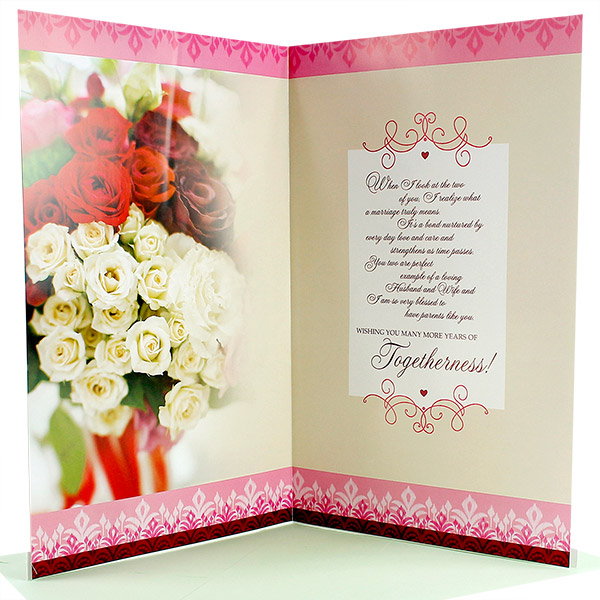 When I look at the two
of you, I realize what
a marriage truly means.
It's a bond nurtured by
every day love and care and
strengthens as time passes.
You two are perfect
example of a loving
Husband and Wife and
I am so very blessed to
have parents like you.
WISHING YOU MANY MORE YEARS OF
Togetherness!